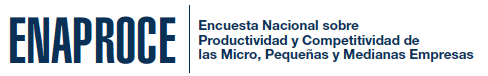 ENAPROCE
Encuesta Nacional sobre
Productividad y Competitividad de
las Micro, Pequeñas y Medianas Empresas